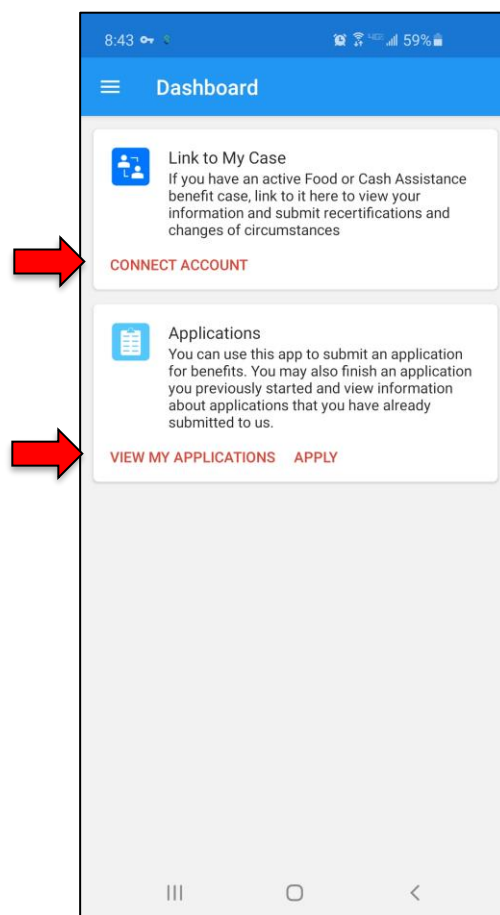 8:43
59%
Dashboard
Link to My Case
If you have an active Food or Cash Assistance
benefit case, link to it here to view your
information and submit recertifications and
changes of circumstances
CONNECT ACCOUNT
Applications
You can use this app to submit an application
for benefits. You may also finish an application
you previously started and view information
about applications that you have already
submitted to us.
VIEW MY APPLICATIONS APPLY